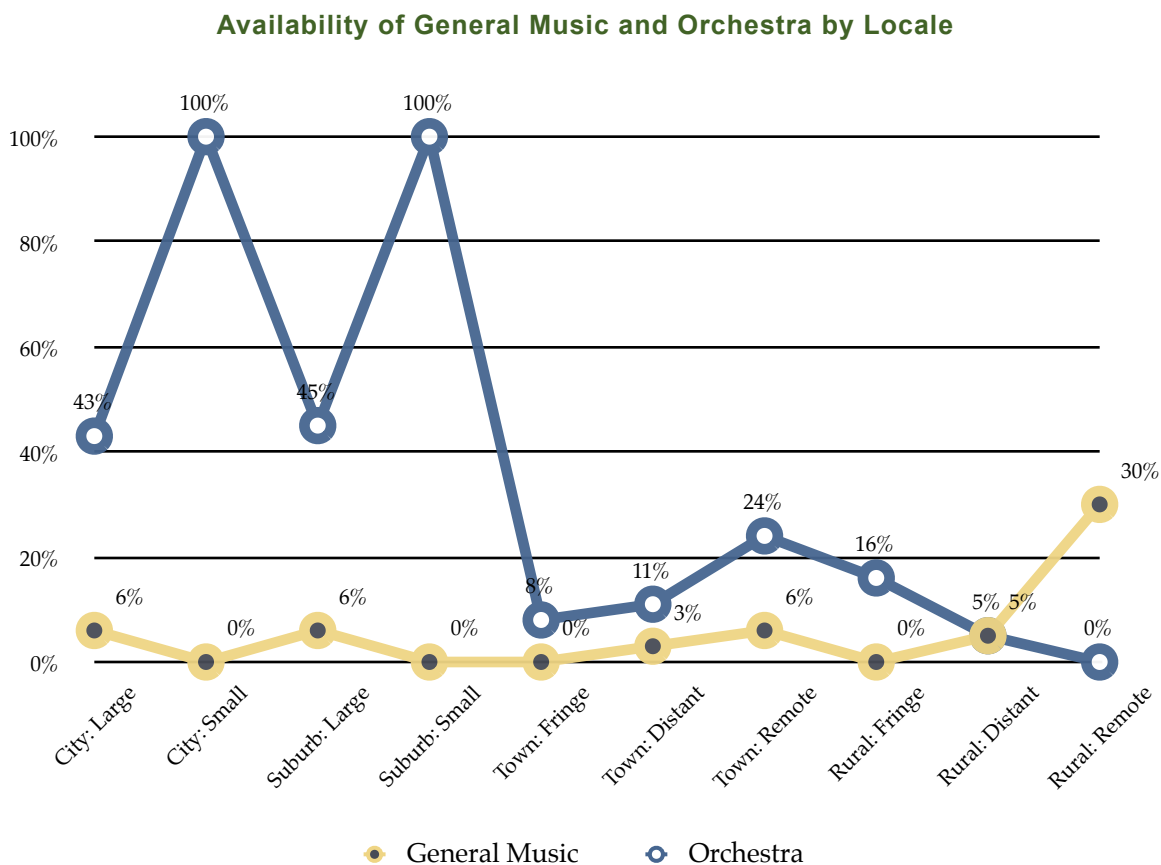 Availability of General Music and Orchestra by Locale
100%
100%
100%
80%
60%
43%
45%
40%
30%
24%
20%
16%
8%
11%
6%
0%
6%
0%
0%
3%
6%
0%
5%
5%
0%
0%
City: Large
City: Small
Suburb: Large
Suburb: Small
Town: Fringe
Town: Distant
Town: Remote
Rural: Fringe
Rural: Distant
Rural: Remote
General Music
Orchestra